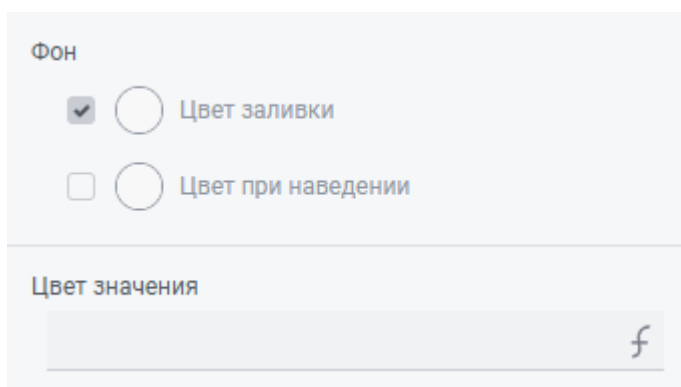 Фон
Цвет заливки
Цвет при наведении
Цвет значения
f